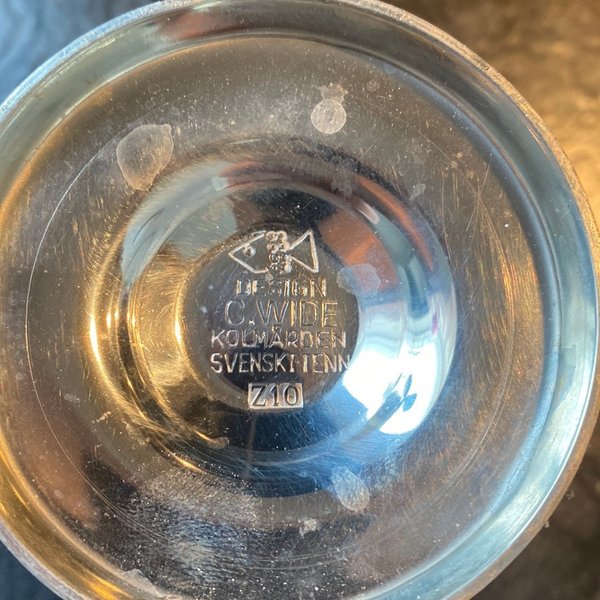 DESIGN
C. WIDE
KOLMÅRDEN
SVENSKT TENN
Z10